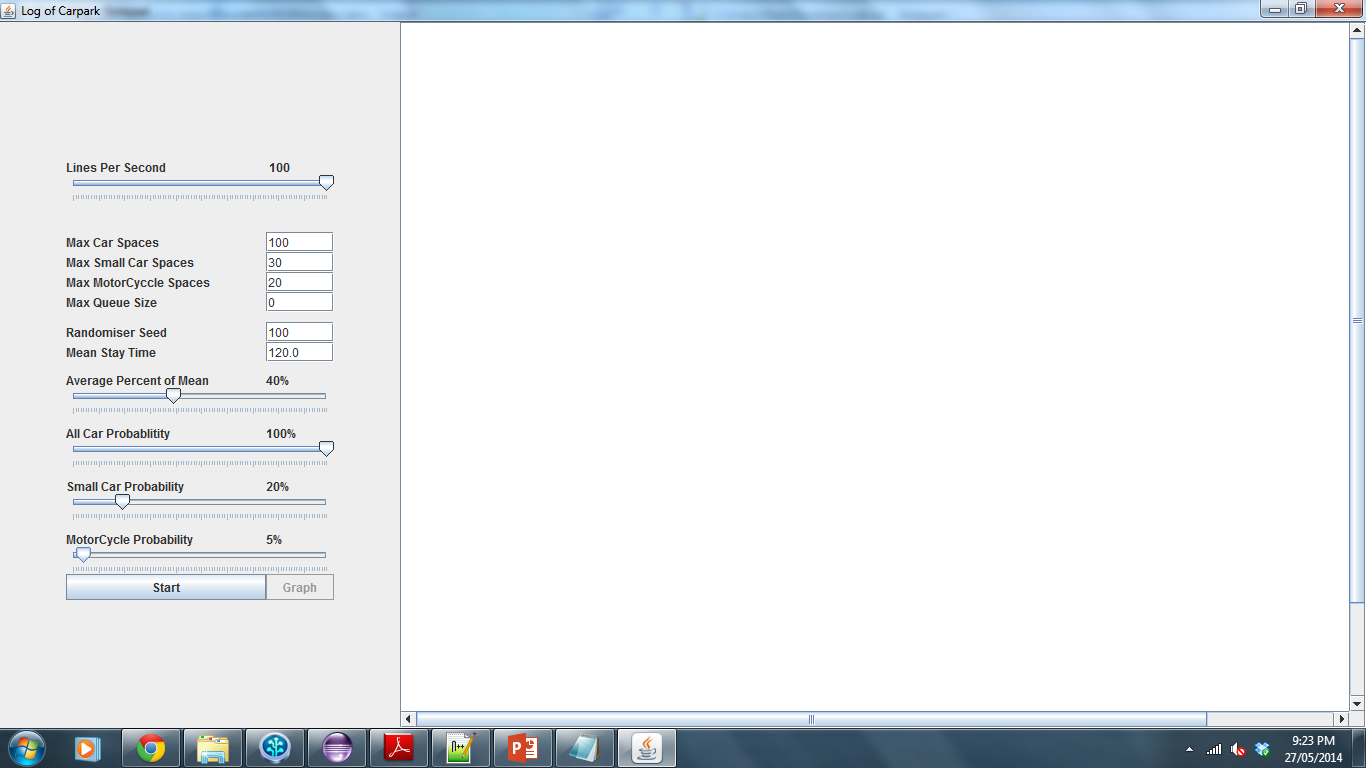 Log of Carpark
Lines Per Second 100
Max Car Spaces 100
Max Small Car Spaces 30
Max MotorCyccle Spaces 20
Max Queue Size 0
Randomiser Seed 100
Mean Stay Time 120.0
Average Percent of Mean 40%
All Car Probablitity 100%
Small Car Probability 20%
MotorCycle Probability 5%
Start Graph
9:23 PM
27/05/2014